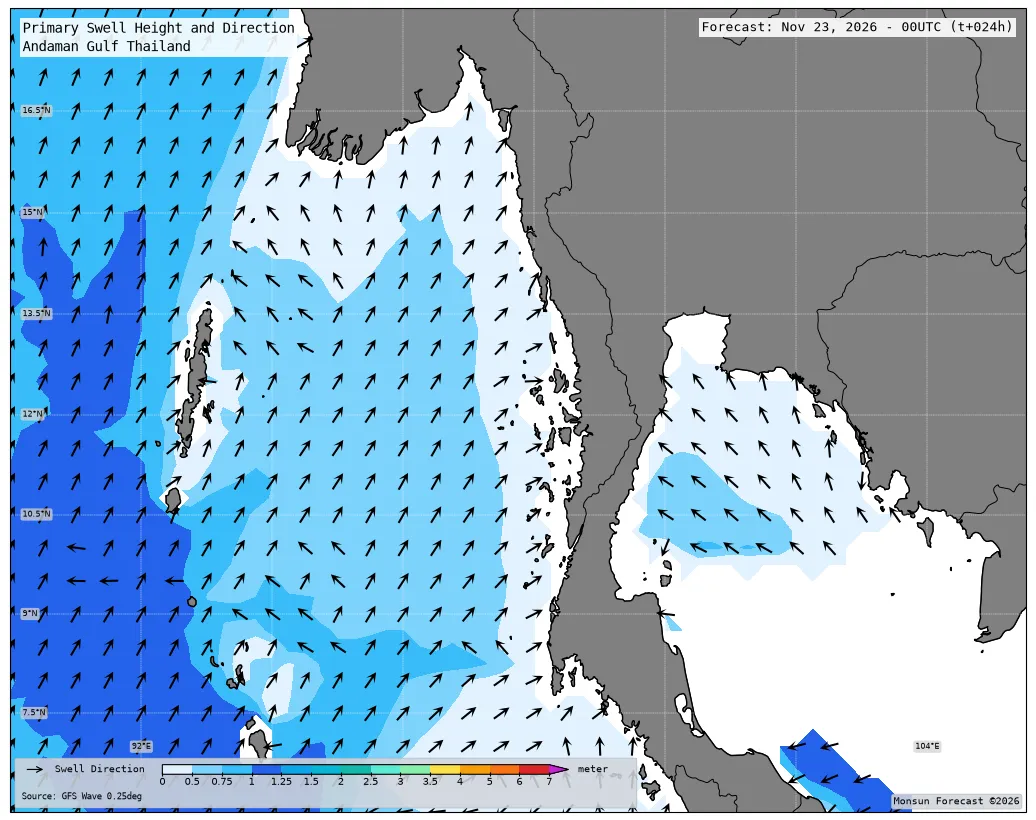 Primary Swell Height and Direction
Andaman Gulf Thailand
Forecast: Nov 23, 2026 - 00UTC (t+024h)
16.5°N
15°N
13.5°N
12°N
10.5°N
9°N
7.5°N
92°E
104°E
Swell Direction
0 0.5 0.75 1 1.25 1.5 2 2.5 3 3.5 4 5 6 7
meter
Source: GFS Wave 0.25deg
Monsun Forecast ©2026